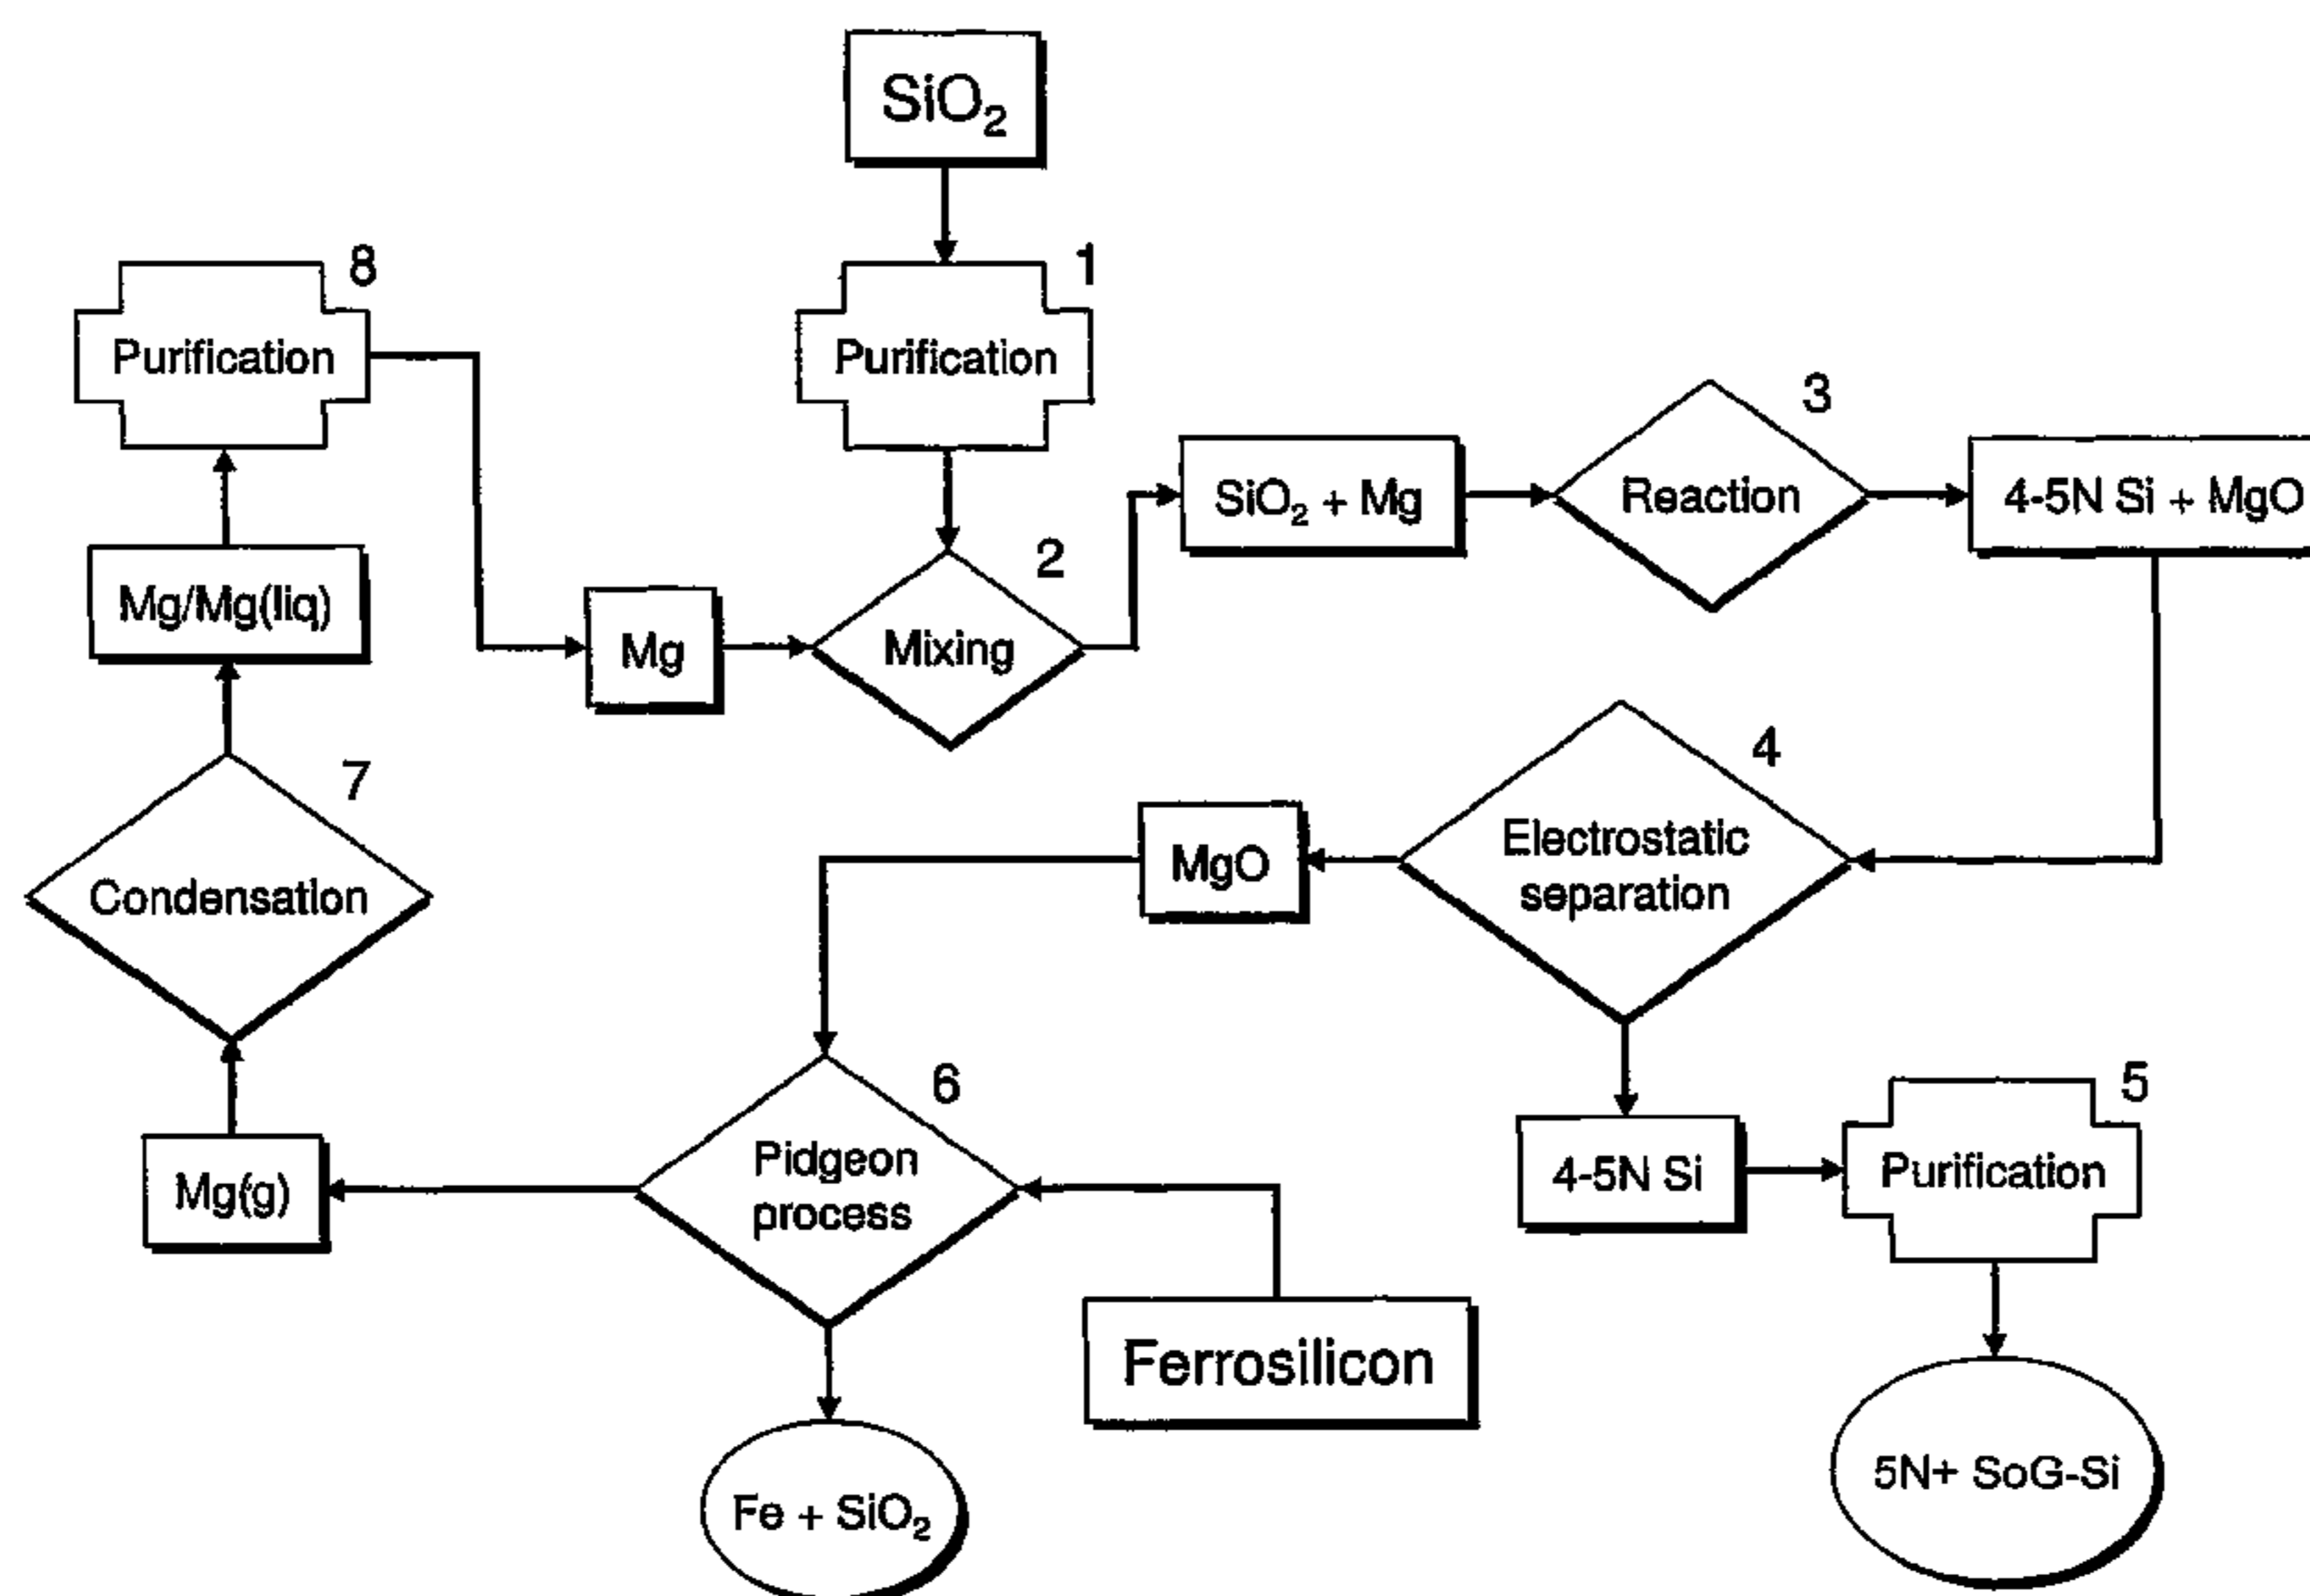 SiO₂
8
1
Purification
Purification
3
SiO₂ + Mg
Reaction
4-5N Si + MgO
2
Mg/Mg(liq)
Mg
Mixing
4
7
MgO
Electrostatic
separation
Condensation
6
5
Pidgeon
process
Mg(g)
4-5N Si
Purification
Ferrosilicon
Fe + SiO₂
5N+ SoG-Si